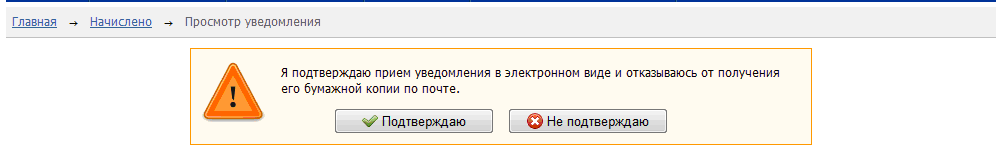 Главная → Начислено → Просмотр уведомления
Я подтверждаю прием уведомления в электронном виде и отказываюсь от получения
его бумажной копии по почте.
Подтверждаю Не подтверждаю